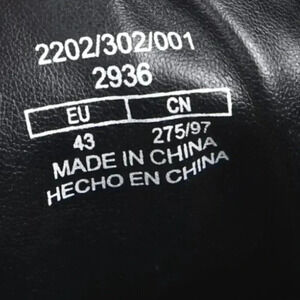 2202/302/001
2936
EU CN
43 275/97
MADE IN CHINA
HECHO EN CHINA